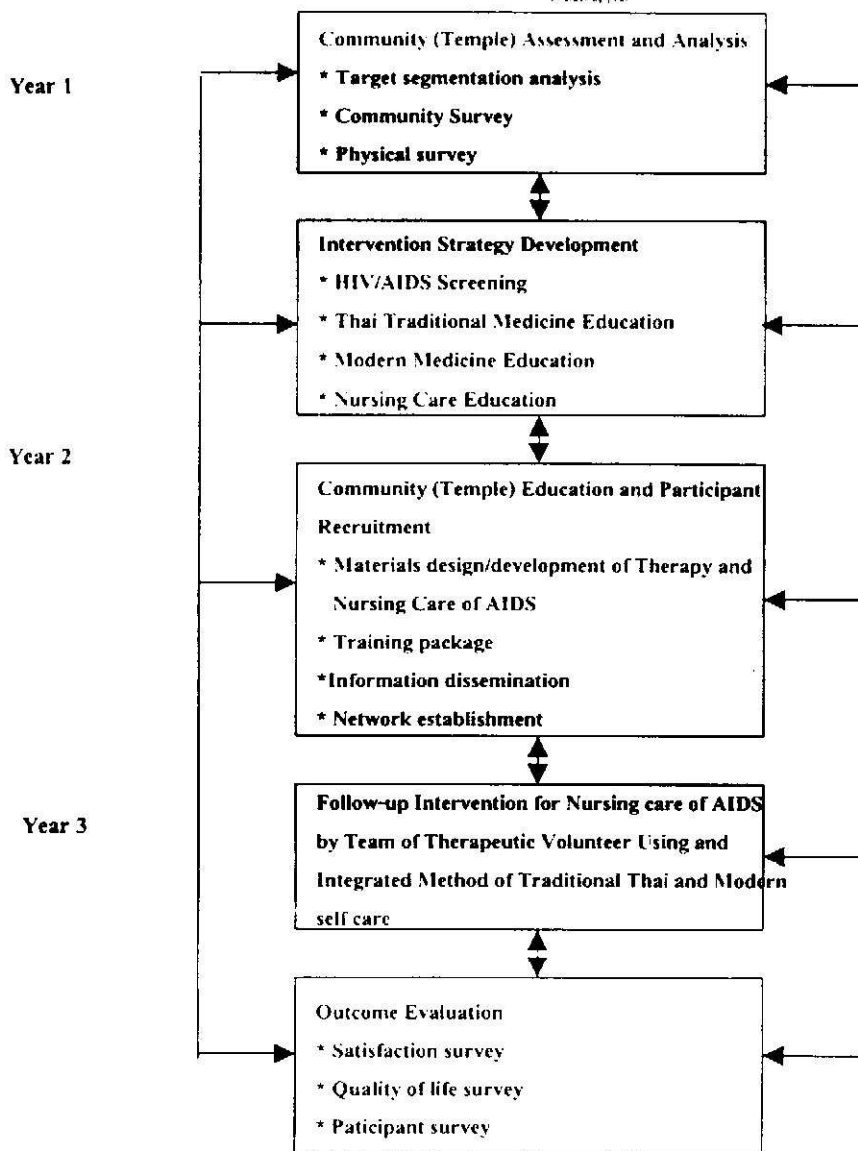 Community (Temple) Assessment and Analysis
Year 1
* Target segmentation analysis
* Community Survey
* Physical survey
Intervention Strategy Development
* HIV/AIDS Screening
* Thai Traditional Medicine Education
* Modern Medicine Education
* Nursing Care Education
Year 2
Community (Temple) Education and Participant
Recruitment
* Materials design/development of Therapy and
Nursing Care of AIDS
* Training package
*Information dissemination
* Network establishment
Year 3
Follow-up Intervention for Nursing care of AIDS
by Team of Therapeutic Volunteer Using and
Integrated Method of Traditional Thai and Modern
self care
Outcome Evaluation
* Satisfaction survey
* Quality of life survey
* Paticipant survey